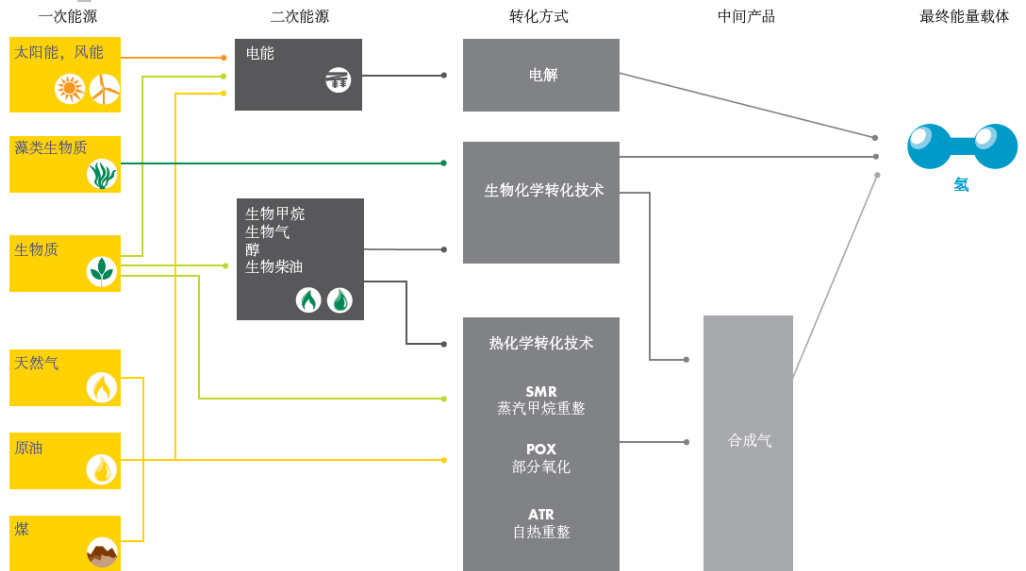 一次能源
二次能源
转化方式
中间产品
最终能量载体
太阳能，风能
电能
电解
藻类生物质
生物化学转化技术
氢
生物甲烷
生物气
醇
生物柴油
生物质
热化学转化技术
天然气
SMR
蒸汽甲烷重整
原油
POX
部分氧化
合成气
煤
ATR
自热重整